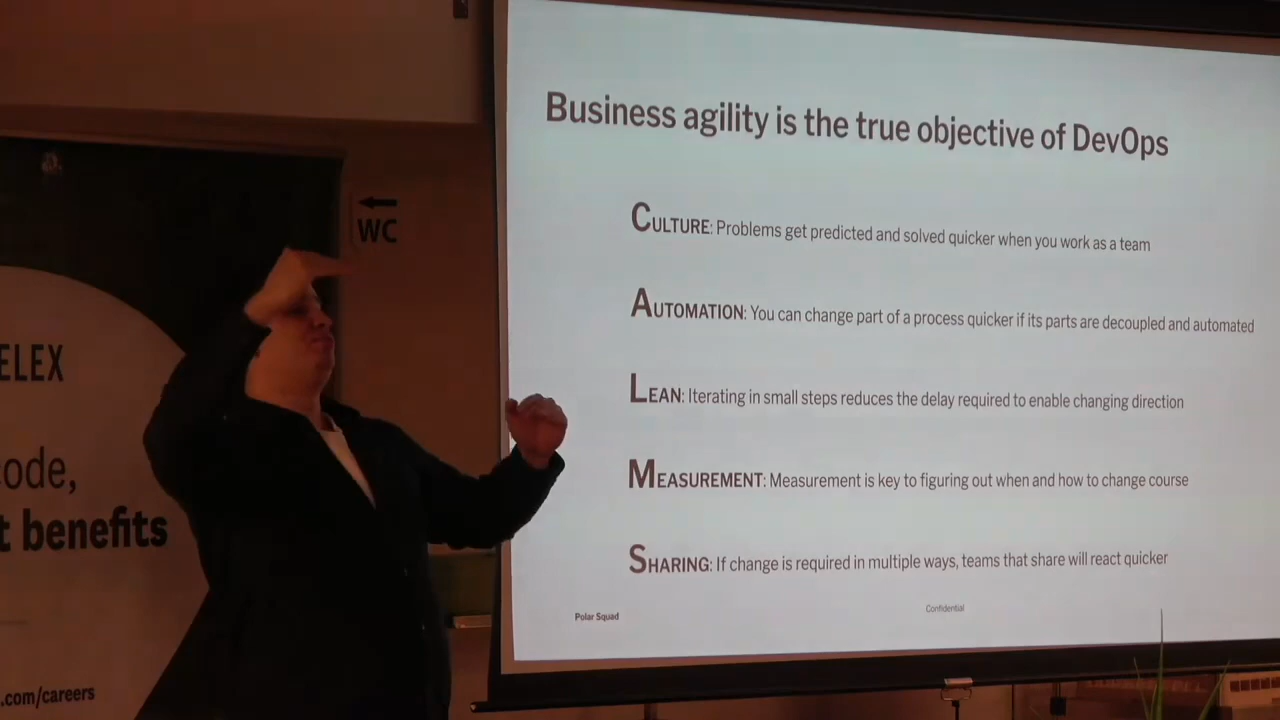 Business agility is the true objective of DevOps
CULTURE: Problems get predicted and solved quicker when you work as a team
AUTOMATION: You can change part of a process quicker if its parts are decoupled and automated
LEAN: Iterating in small steps reduces the delay required to enable changing direction
MEASUREMENT: Measurement is key to figuring out when and how to change course
SHARING: If change is required in multiple ways, teams that share will react quicker
Polar Squad
Confidential
WC
ELEX
code,
t benefits
.com/careers